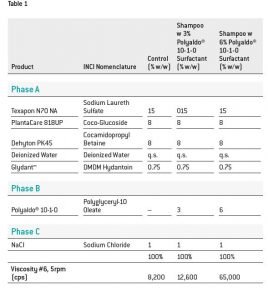 Table 1
Product INCI Nomenclature Control [% w/w] Shampoo w 3% Polyaldo® 10-1-0 Surfactant [% w/w] Shampoo w 6% Polyaldo® 10-1-0 Surfactant [% w/w]
Phase A
Texapon N70 NA Sodium Laureth Sulfate 15 015 15
PlantaCare 818UP Coco-Glucoside 8 8 8
Dehyton PK45 Cocamidopropyl Betaine 8 8 8
Deionized Water Deionized Water q.s. q.s. q.s.
Glydant™ DMDM Hydantoin 0.75 0.75 0.75
Phase B
Polyaldo® 10-1-0 Polyglyceryl-10 Oleate – 3 6
Phase C
NaCl Sodium Chloride 1 1 1
100% 100% 100%
Viscosity #6, 5rpm [cps] 8,200 12,600 65,000